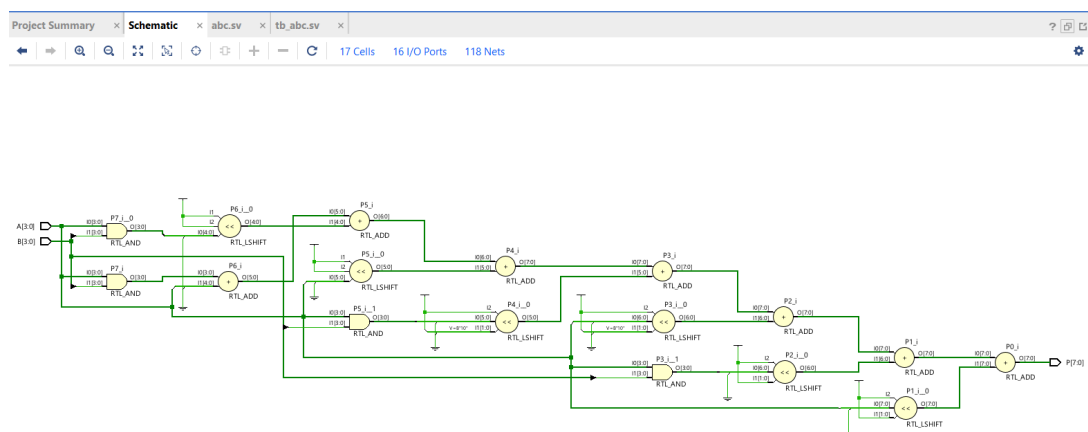 Project Summary × Schematic × abc.sv × tb_abc.sv × ?
17 Cells 16 I/O Ports 118 Nets
A[3:0]
B[3:0]
P7_i__0
I0[3:0]
I1[3:0]
O[3:0]
RTL_AND
P7_i
I0[3:0]
I1[3:0]
O[3:0]
RTL_AND
P6_i__0
I1
I2
I0[4:0]
O[4:0]
<<
RTL_LSHIFT
P6_i
I0[3:0]
I1[4:0]
O[5:0]
+
RTL_ADD
P5_i
I0[5:0]
I1[4:0]
O[6:0]
+
RTL_ADD
P5_i__0
I1
I2
I0[5:0]
O[5:0]
<<
RTL_LSHIFT
P5_i__1
I0[3:0]
I1[3:0]
O[3:0]
RTL_AND
P4_i
I0[6:0]
I1[5:0]
O[7:0]
+
RTL_ADD
P4_i__0
I2
I0[5:0]
I1[1:0]
O[5:0]
<<
RTL_LSHIFT
P3_i
I0[7:0]
I1[5:0]
O[7:0]
+
RTL_ADD
P3_i__0
I2
I0[6:0]
I1[1:0]
O[6:0]
<<
RTL_LSHIFT
P3_i__1
I0[3:0]
I1[3:0]
O[3:0]
RTL_AND
P2_i
I0[7:0]
I1[6:0]
O[7:0]
+
RTL_ADD
P2_i__0
I2
I0[6:0]
I1[1:0]
O[6:0]
<<
RTL_LSHIFT
P1_i
I0[7:0]
I1[6:0]
O[7:0]
+
RTL_ADD
P1_i__0
I2
I0[7:0]
I1[1:0]
O[7:0]
<<
RTL_LSHIFT
P0_i
I0[7:0]
I1[7:0]
O[7:0]
+
RTL_ADD
P[7:0]